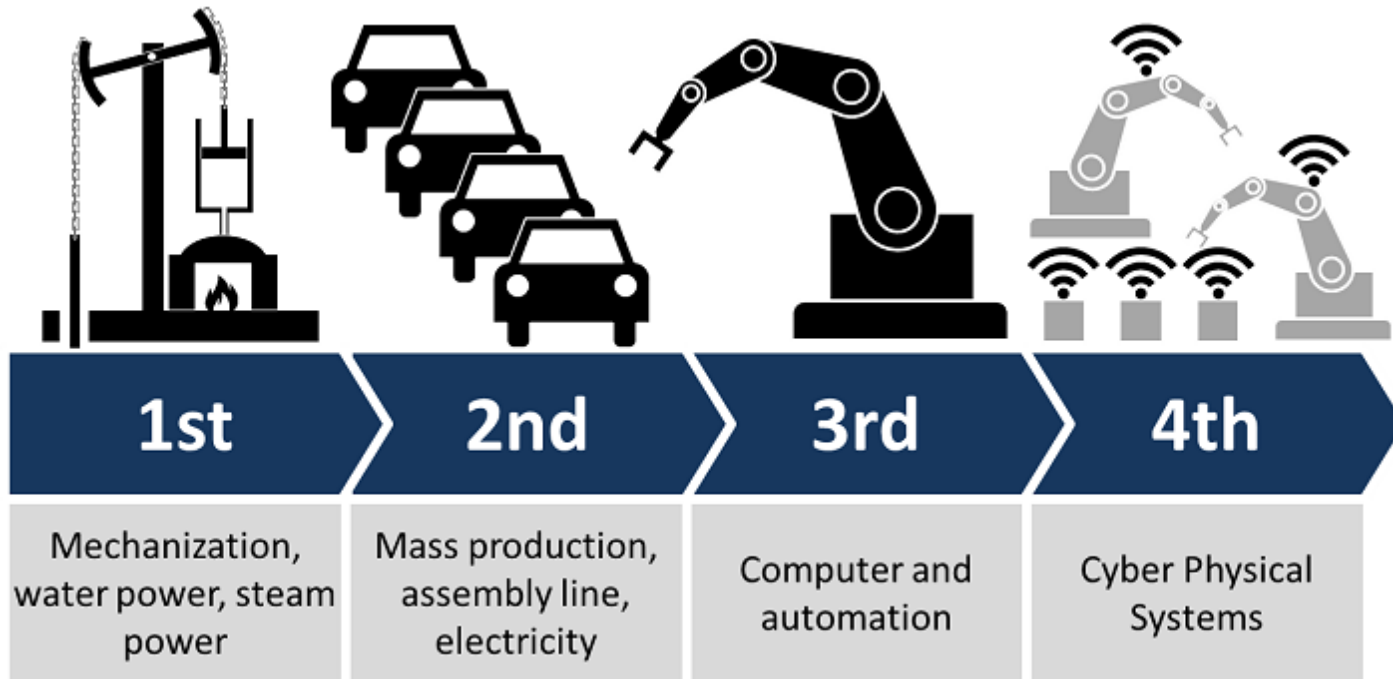 1st
2nd
3rd
4th
Mechanization,
water power, steam
power
Mass production,
assembly line,
electricity
Computer and
automation
Cyber Physical
Systems